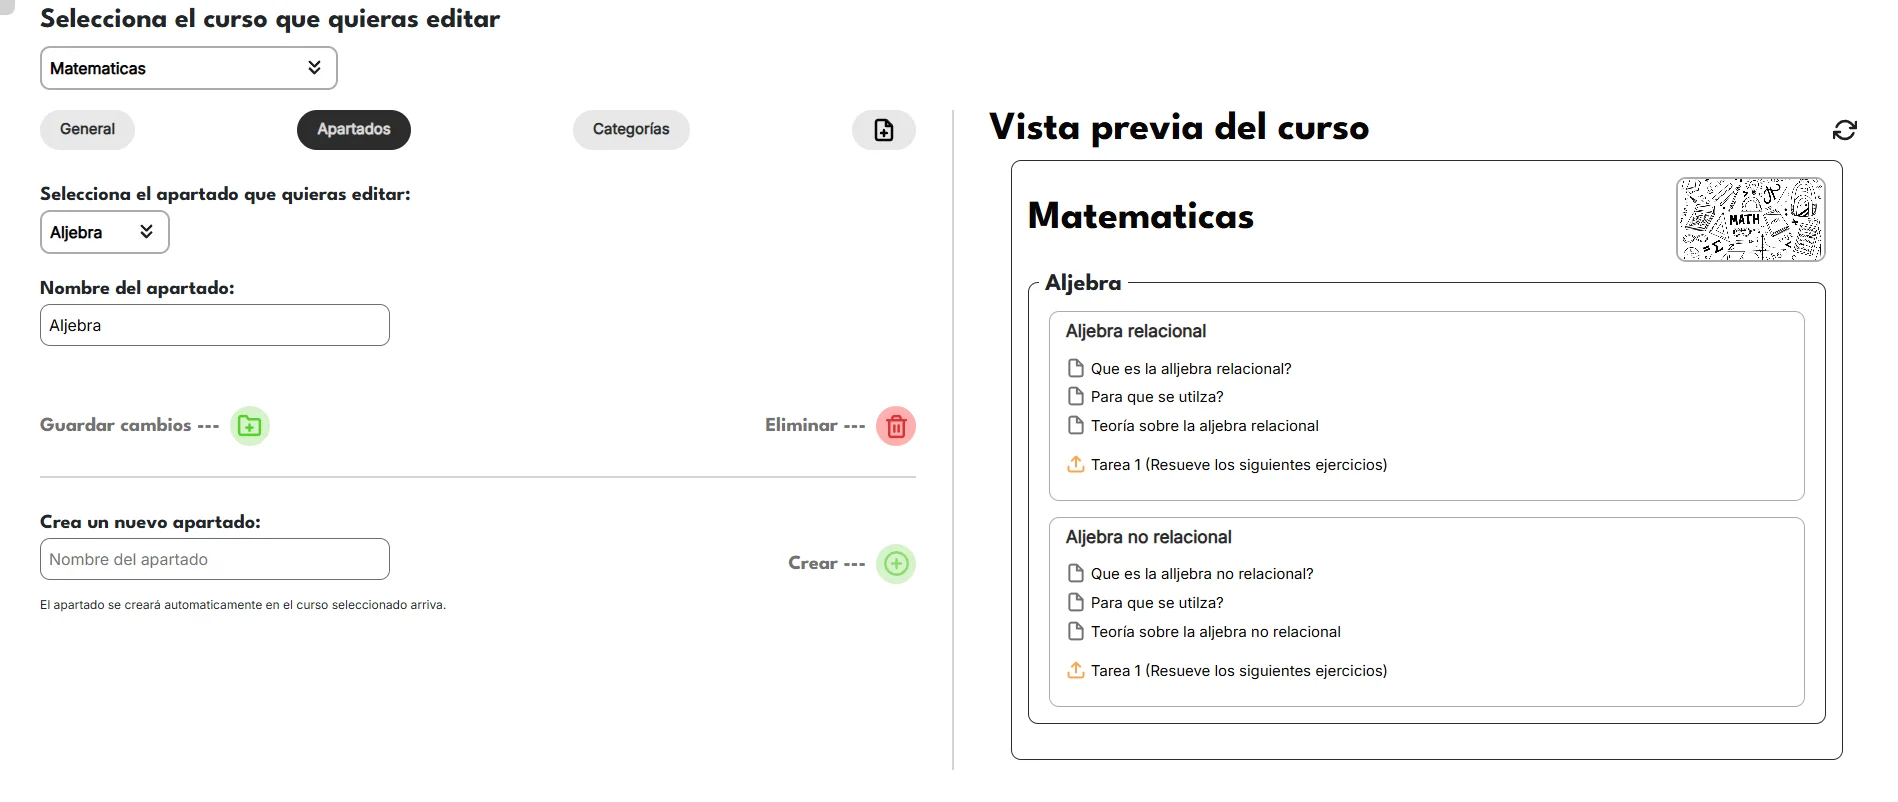 Selecciona el curso que quieras editar
Matematicas
General
Apartados
Categorías
Selecciona el apartado que quieras editar:
Aljebra
Nombre del apartado:
Aljebra
Guardar cambios ---
Eliminar ---
Crea un nuevo apartado:
Nombre del apartado
Crear ---
El apartado se creará automaticamente en el curso seleccionado arriva.
Vista previa del curso
Matematicas
MATH
Aljebra
Aljebra relacional
Que es la alljebra relacional?
Para que se utilza?
Teoría sobre la aljebra relacional
Tarea 1 (Resueve los siguientes ejercicios)
Aljebra no relacional
Que es la alljebra no relacional?
Para que se utilza?
Teoría sobre la aljebra no relacional
Tarea 1 (Resueve los siguientes ejercicios)